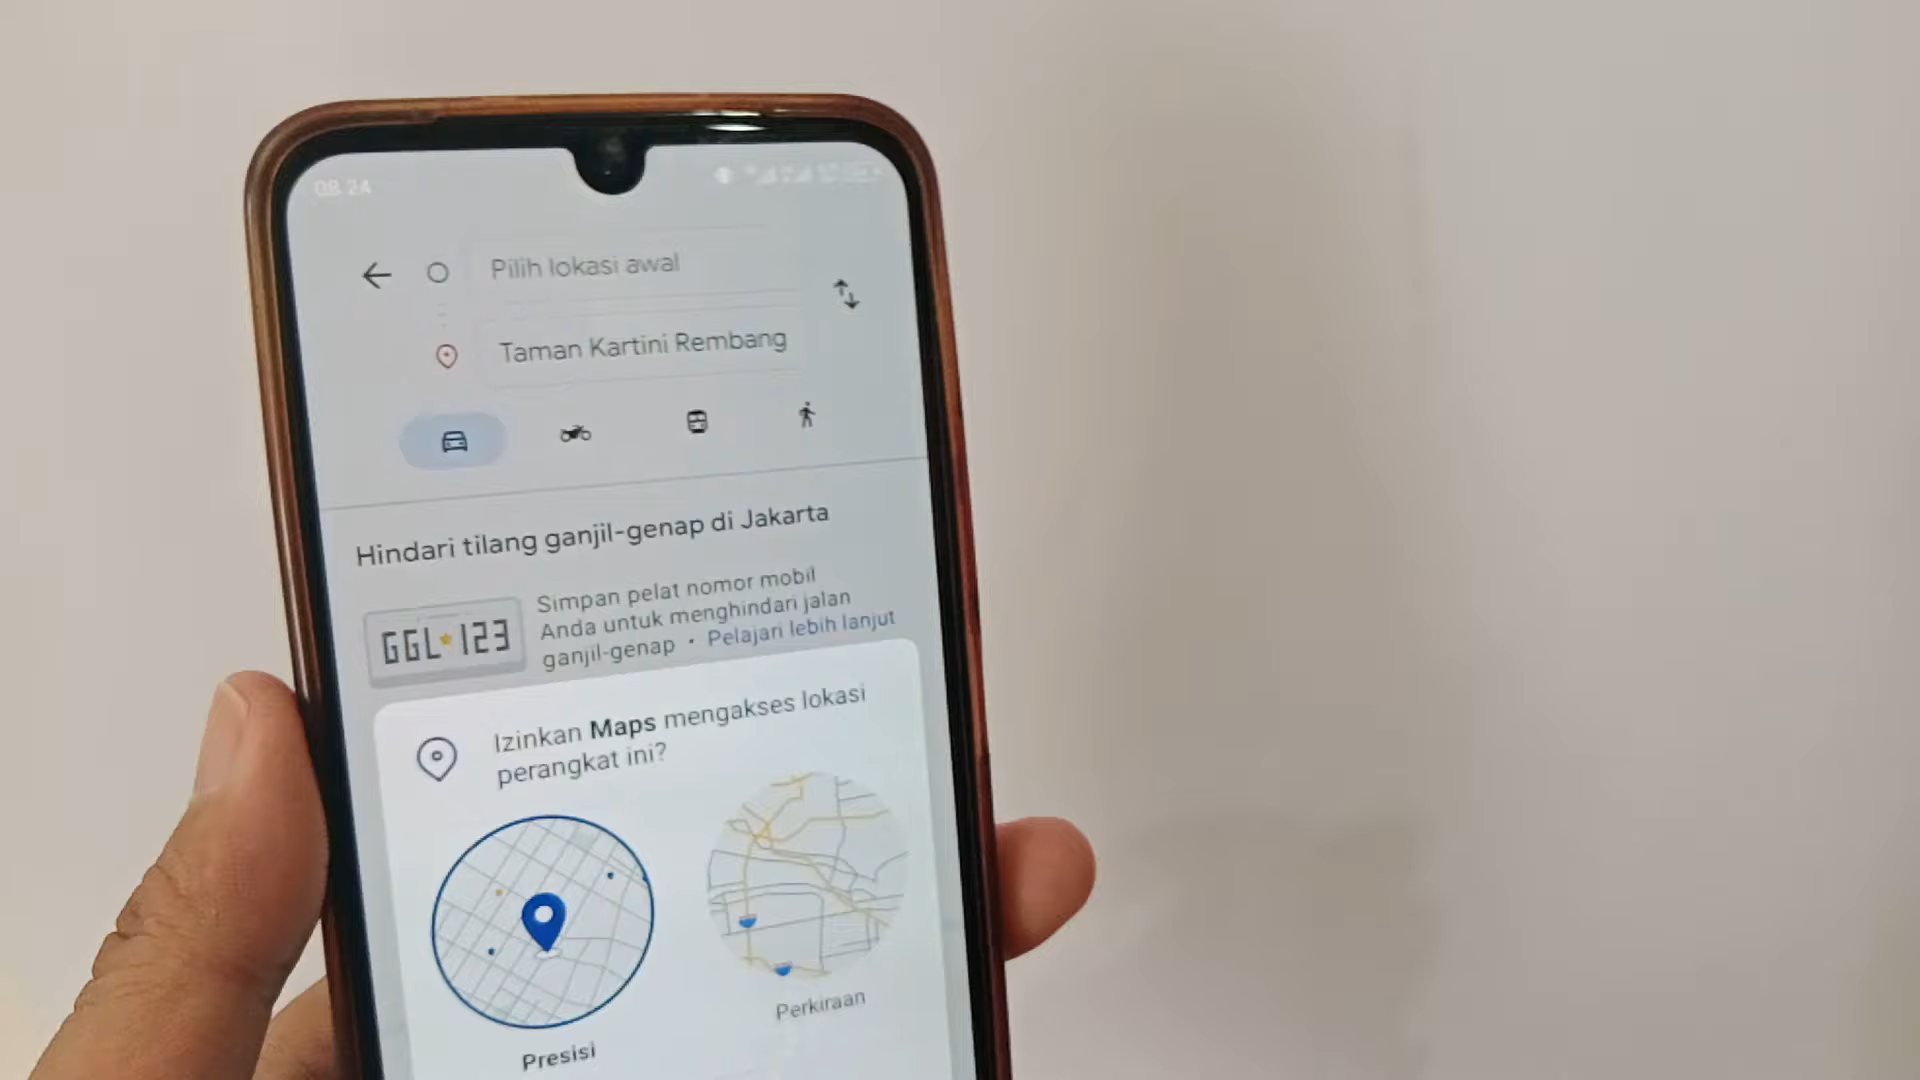 08.24
Pilih lokasi awal
Taman Kartini Rembang
Hindari tilang ganjil-genap di Jakarta
GGL★123
Simpan pelat nomor mobil
Anda untuk menghindari jalan
ganjil-genap • Pelajari lebih lanjut
Izinkan Maps mengakses lokasi
perangkat ini?
Presisi
Perkiraan